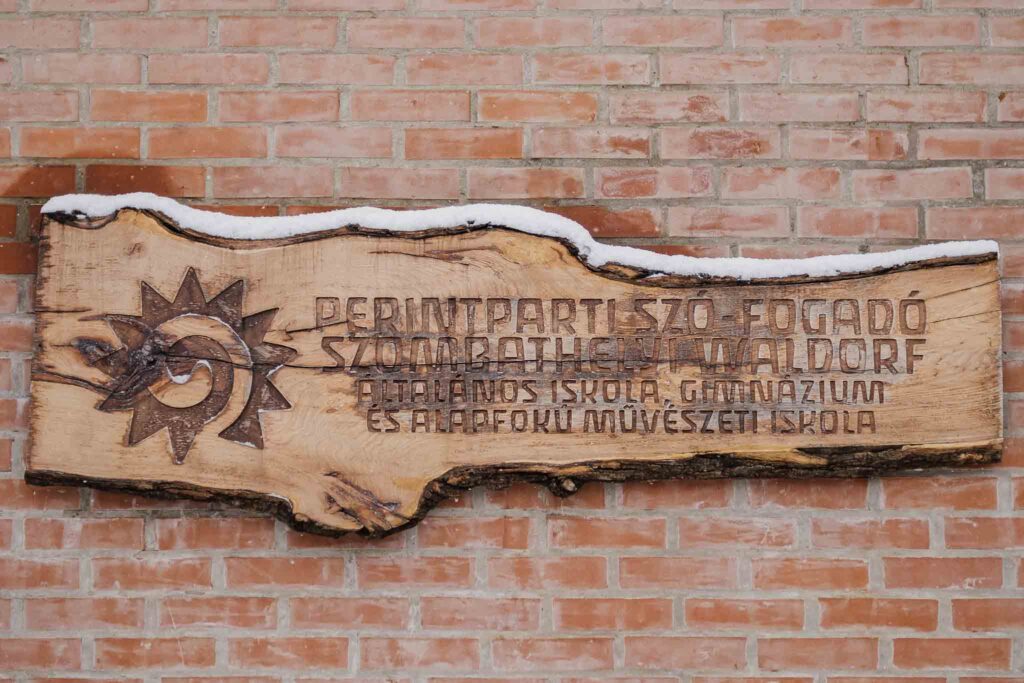 PERINTPARTI SZÓ-FOGADÓ
SZOMBATHELYI WALDORF
ÁLTALÁNOS ISKOLA, GIMNÁZIUM
ÉS ALAPFOKÚ MŰVÉSZETI ISKOLA